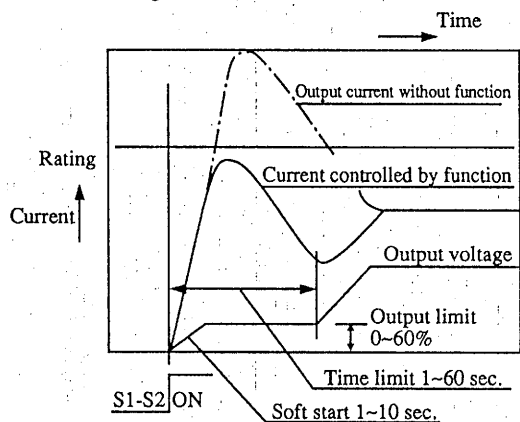 Time
Output current without function
Rating
Current controlled by function
Current
Output voltage
Output limit
0~60%
Time limit 1~60 sec.
S1-S2 ON
Soft start 1~10 sec.